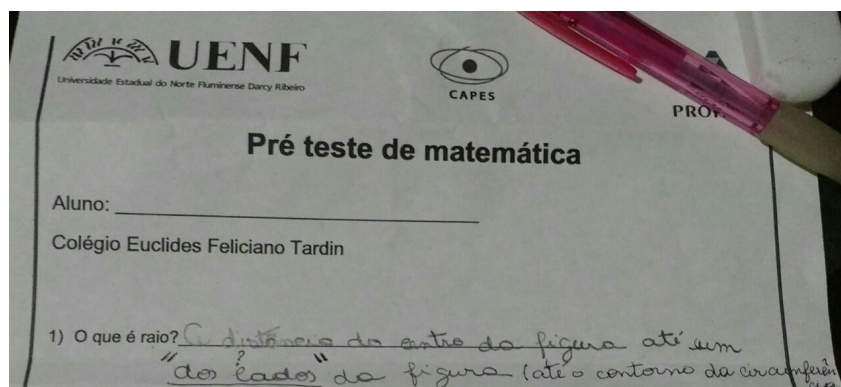 UENF
Universidade Estadual do Norte Fluminense Darcy Ribeiro
CAPES
PROF
Pré teste de matemática
Aluno:
Colégio Euclides Feliciano Tardin
1) O que é raio? A distância do centro da figura até um
"dos lados" da figura (até o contorno da circunferên
?